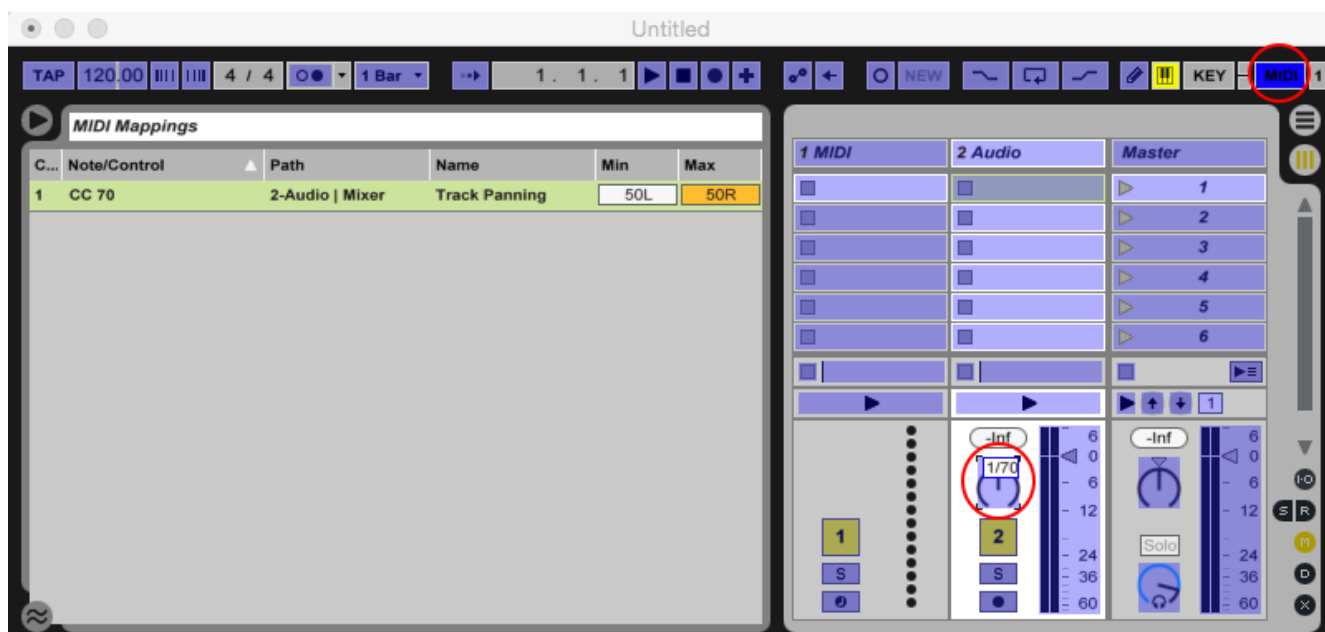 Untitled
TAP 120.00 4 / 4 1 Bar 1. 1. 1 NEW KEY MIDI 1
MIDI Mappings
C... Note/Control Path Name Min Max
1 CC 70 2-Audio | Mixer Track Panning 50L 50R
1 MIDI 2 Audio Master
1
2
3
4
5
6
1
-Inf 6 -Inf 6
1/70 0 0
6 6
12 12
I·O
S R
1 2 Solo 24 24
M
S S 36 36
D
60 60
X